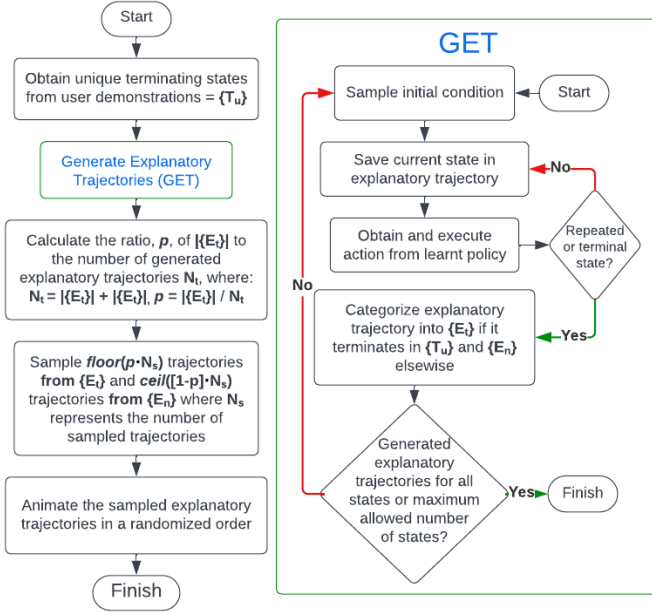 Start
Obtain unique terminating states
from user demonstrations = {Tu}
Generate Explanatory
Trajectories (GET)
Calculate the ratio, p, of |{Et}| to
the number of generated
explanatory trajectories Nt, where:
Nt = |{Et}| + |{Et}|, p = |{Et}| / Nt
Sample floor(p·Ns) trajectories
from {Et} and ceil([1-p]·Ns)
trajectories from {En} where Ns
represents the number of
sampled trajectories
Animate the sampled explanatory
trajectories in a randomized order
Finish
GET
Sample initial condition
Start
Save current state in
explanatory trajectory
No
Obtain and execute
action from learnt policy
Repeated
or terminal
state?
No
Categorize explanatory
trajectory into {Et} if it
terminates in {Tu} and {En}
elsewise
Yes
Generated
explanatory
trajectories for all
states or maximum
allowed number
of states?
Yes
Finish